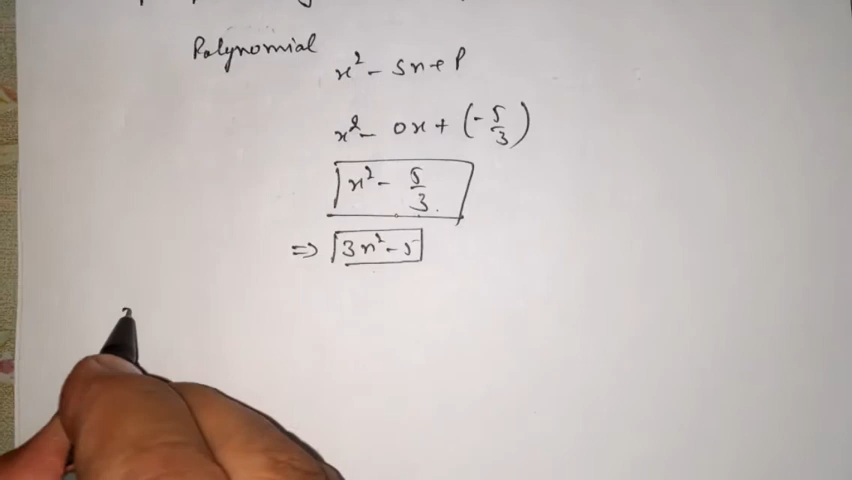 Polynomial
x² - Sx + P
x² - 0x + (-5/3)
x² - 5/3
⇒ 3x² - 5